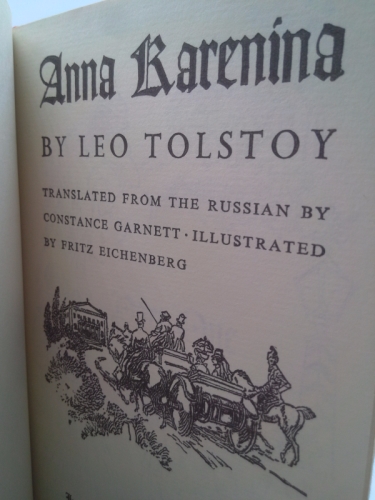 Anna Karenina
BY LEO TOLSTOY
TRANSLATED FROM THE RUSSIAN BY
CONSTANCE GARNETT · ILLUSTRATED
BY FRITZ EICHENBERG